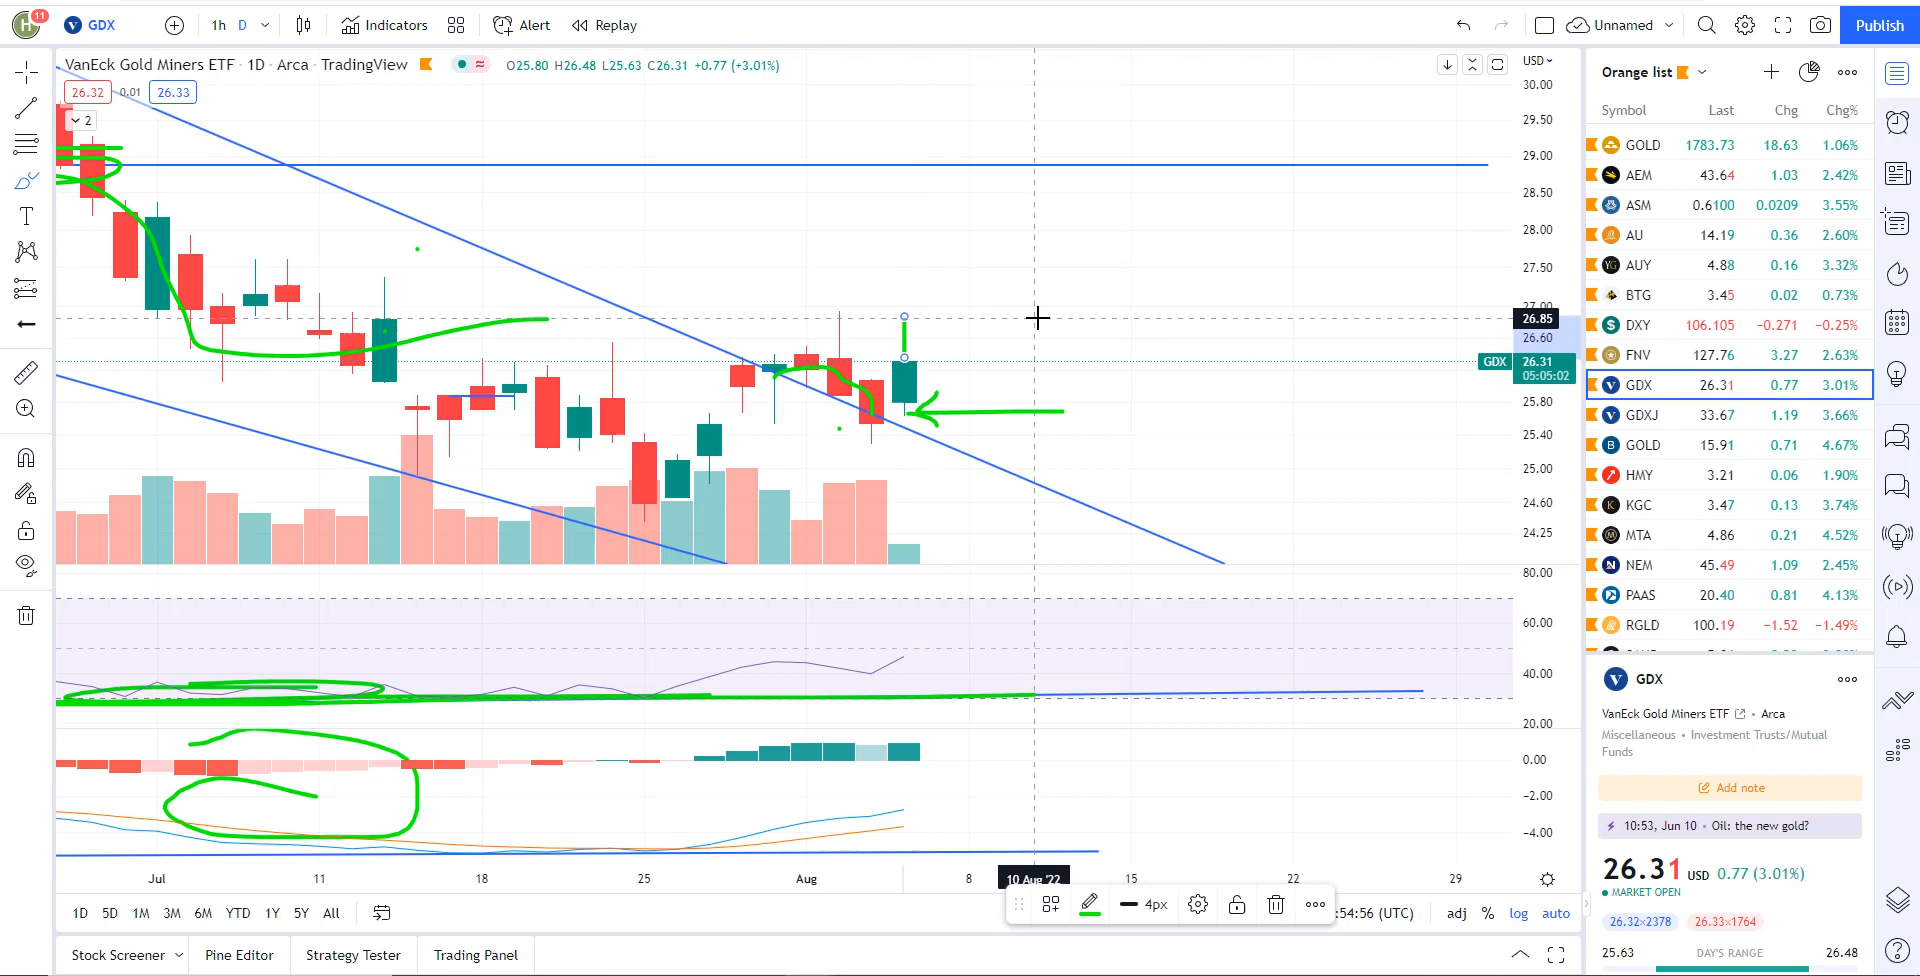 H 11 GDX 1h D Indicators Alert Replay Unnamed Publish
VanEck Gold Miners ETF · 1D · Arca · TradingView O25.80 H26.48 L25.63 C26.31 +0.77 (+3.01%)
26.32 0.01 26.33
2
USD
30.00
29.50
29.00
28.50
28.00
27.50
27.00
26.85
26.60
GDX 26.31
05:05:02
25.80
25.40
25.00
24.60
24.25
80.00
60.00
40.00
20.00
0.00
−2.00
−4.00
Jul 11 18 25 Aug 8 10 Aug '22 15 22 29
1D 5D 1M 3M 6M YTD 1Y 5Y All 4px :54:56 (UTC) adj % log auto
Stock Screener Pine Editor Strategy Tester Trading Panel
Orange list
Symbol Last Chg Chg%
GOLD 1783.73 18.63 1.06%
AEM 43.64 1.03 2.42%
ASM 0.6100 0.0209 3.55%
AU 14.19 0.36 2.60%
AUY 4.88 0.16 3.32%
BTG 3.45 0.02 0.73%
DXY 106.105 −0.271 −0.25%
FNV 127.76 3.27 2.63%
GDX 26.31 0.77 3.01%
GDXJ 33.67 1.19 3.66%
GOLD 15.91 0.71 4.67%
HMY 3.21 0.06 1.90%
KGC 3.47 0.13 3.74%
MTA 4.86 0.21 4.52%
NEM 45.49 1.09 2.45%
PAAS 20.40 0.81 4.13%
RGLD 100.19 −1.52 −1.49%
GDX
VanEck Gold Miners ETF • Arca
Miscellaneous • Investment Trusts/Mutual
Funds
Add note
10:53, Jun 10 • Oil: the new gold?
26.31 USD 0.77 (3.01%)
MARKET OPEN
26.32×2378 26.33×1764
25.63 DAY'S RANGE 26.48